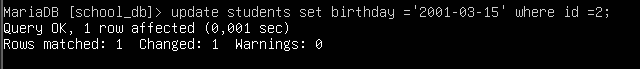 MariaDB [school_db]> update students set birthday ='2001-03-15' where id =2;
Query OK, 1 row affected (0,001 sec)
Rows matched: 1  Changed: 1  Warnings: 0